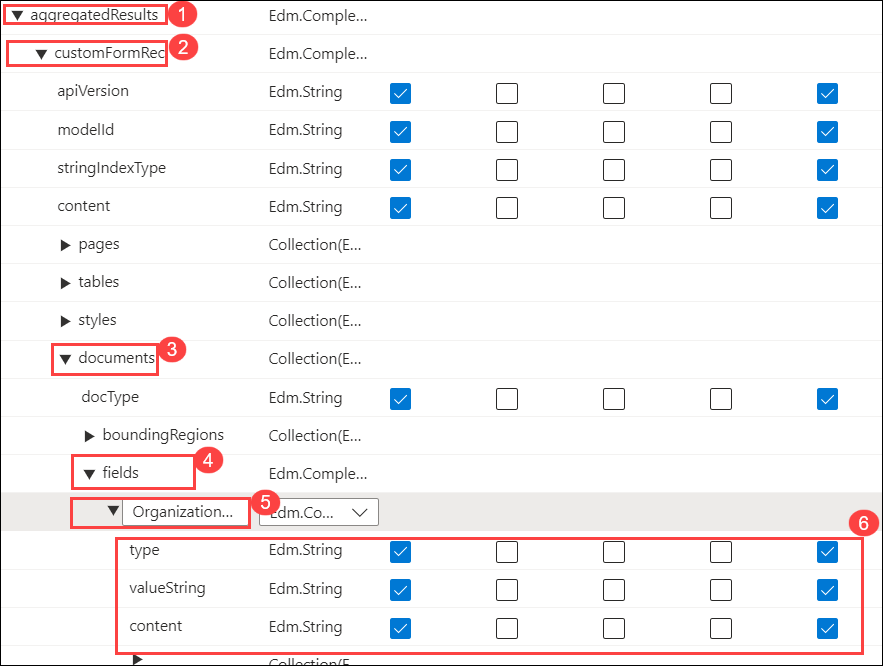 aggregatedResults 1 Edm.Comple...
customFormRec 2 Edm.Comple...
apiVersion Edm.String
modelId Edm.String
stringIndexType Edm.String
content Edm.String
pages Collection(E...
tables Collection(E...
styles Collection(E...
documents 3 Collection(E...
docType Edm.String
boundingRegions Collection(E...
fields 4 Edm.Comple...
Organization... 5 Edm.Co...
6
type Edm.String
valueString Edm.String
content Edm.String
Collection(E